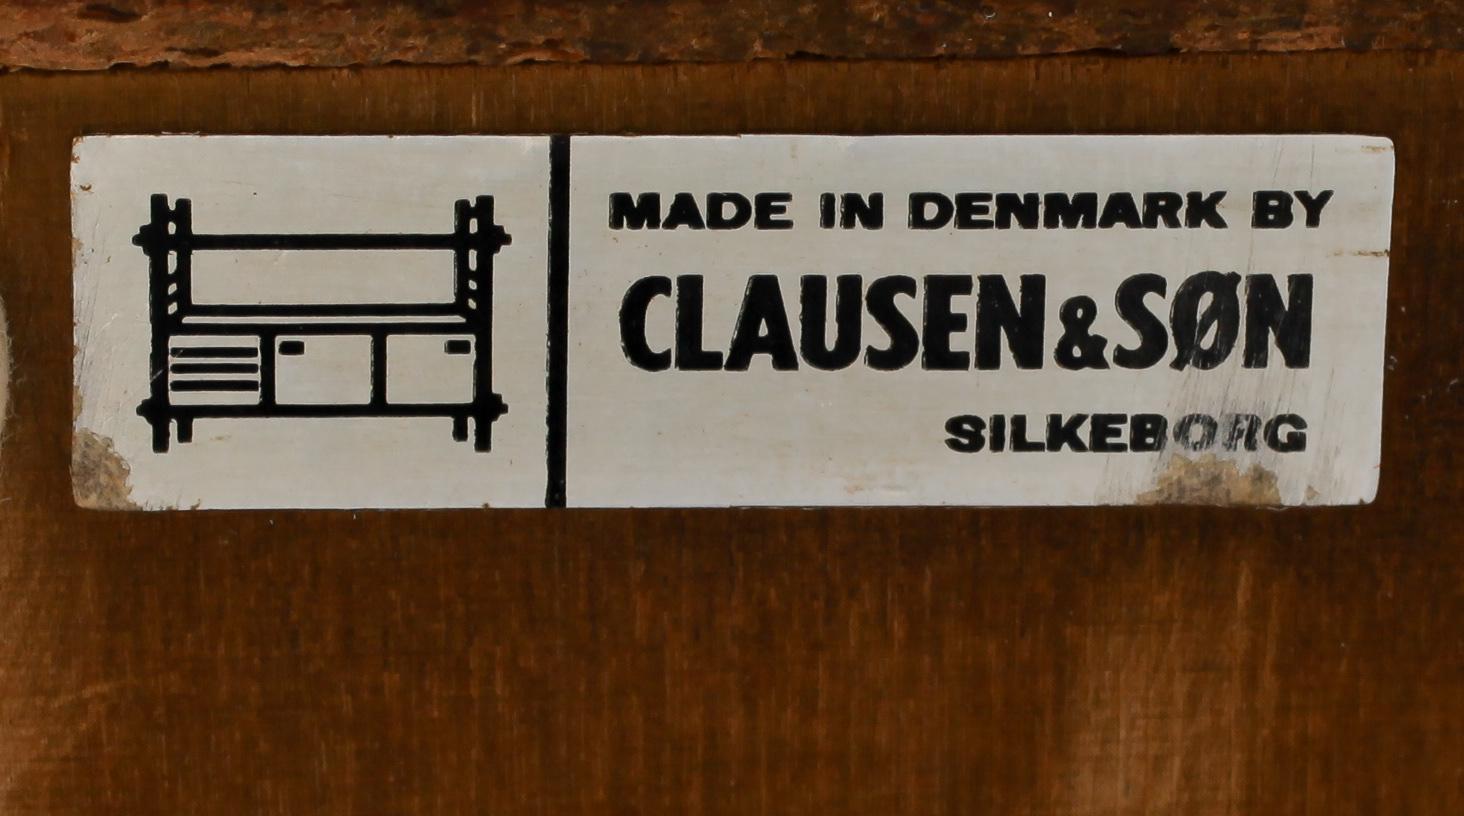 MADE IN DENMARK BY
CLAUSEN & SØN
SILKEBORG